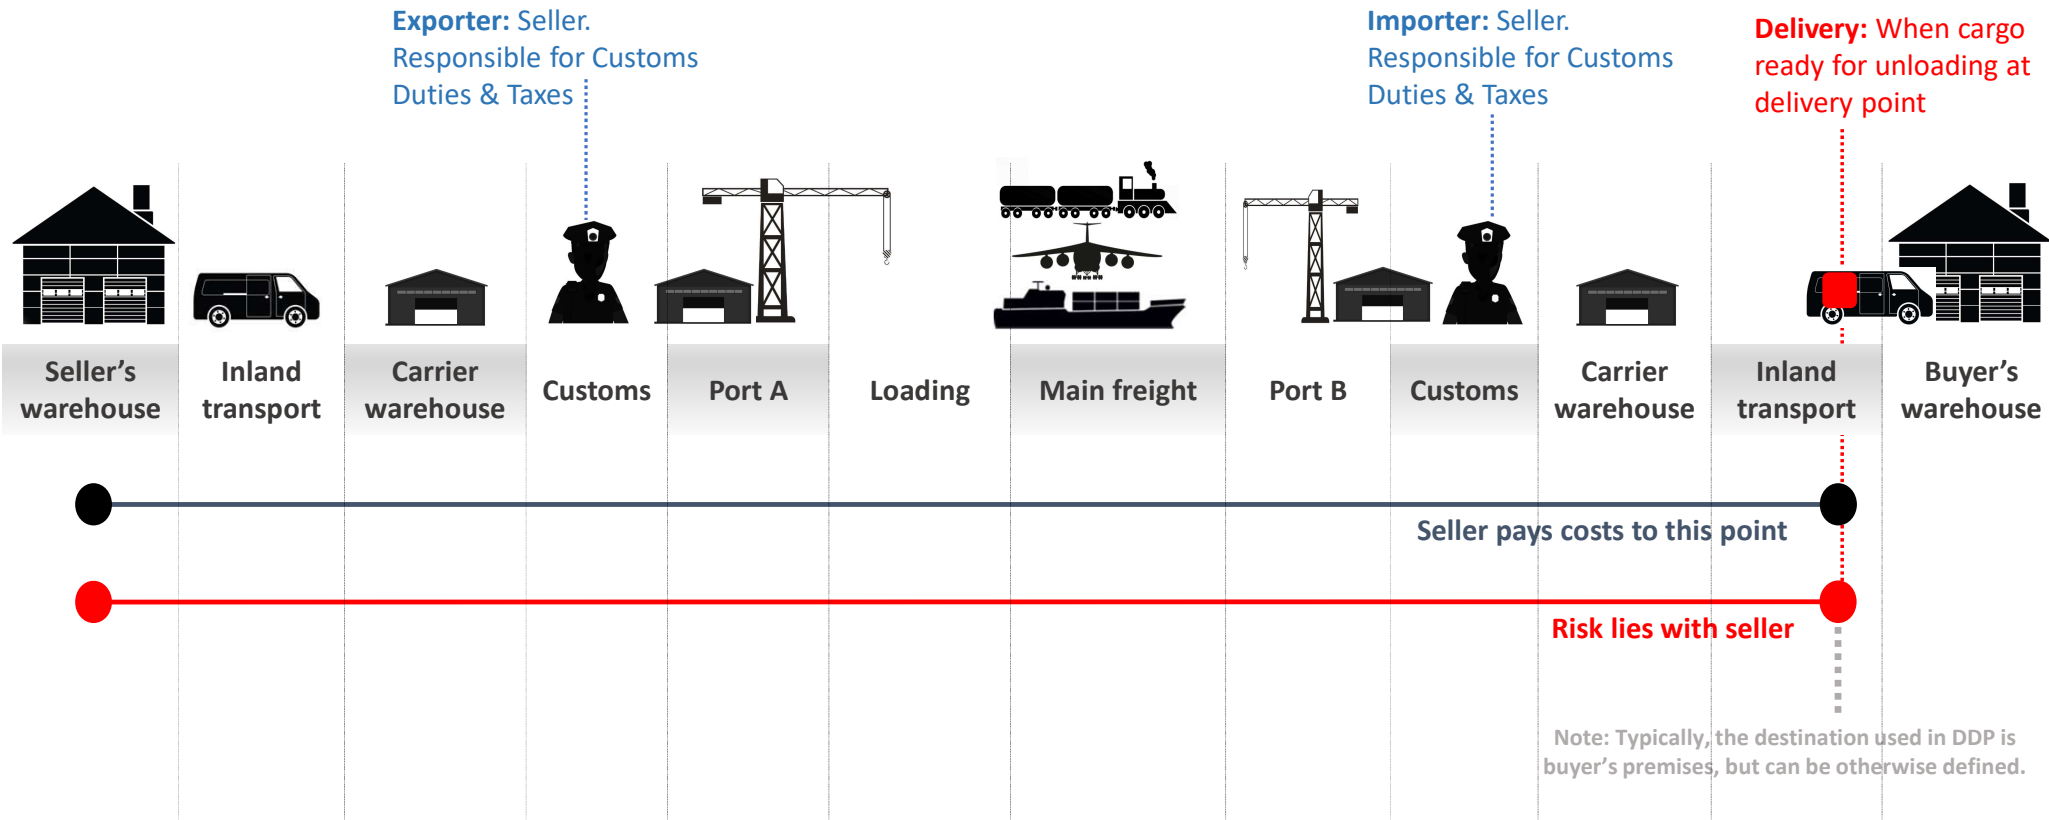 Exporter: Seller.
Responsible for Customs
Duties & Taxes
Importer: Seller.
Responsible for Customs
Duties & Taxes
Delivery: When cargo
ready for unloading at
delivery point
Seller’s
warehouse
Inland
transport
Carrier
warehouse
Customs
Port A
Loading
Main freight
Port B
Customs
Carrier
warehouse
Inland
transport
Buyer’s
warehouse
Seller pays costs to this point
Risk lies with seller
Note: Typically, the destination used in DDP is
buyer’s premises, but can be otherwise defined.